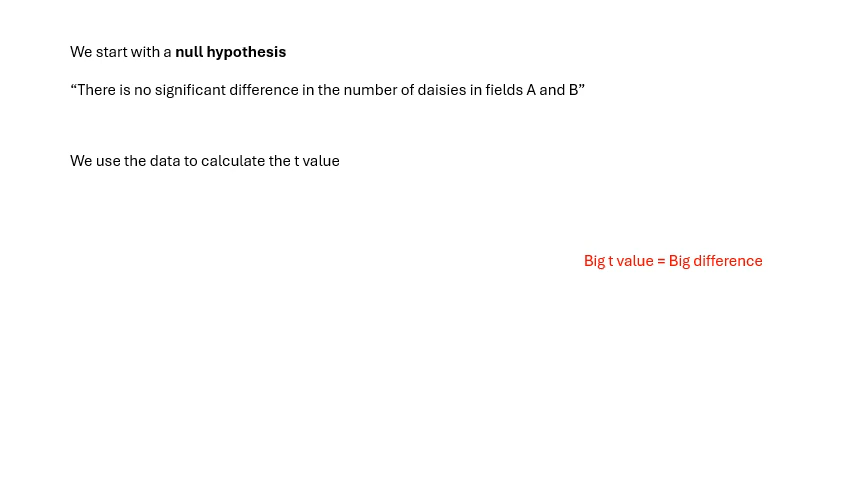 We start with a null hypothesis
“There is no significant difference in the number of daisies in fields A and B”
We use the data to calculate the t value
Big t value = Big difference